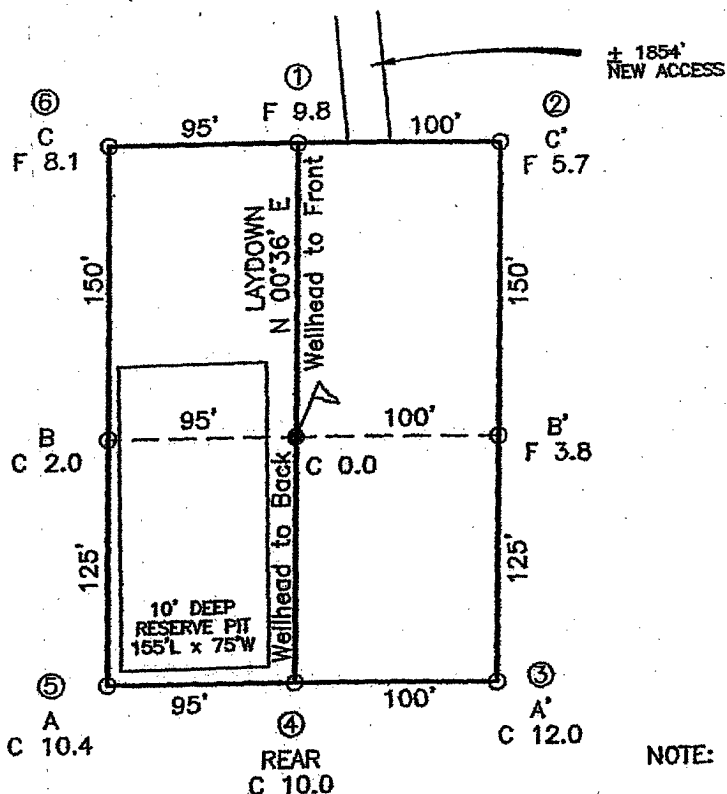 ± 1854'
NEW ACCESS
①
⑥
②
F 9.8
C
95'
100'
C'
F 8.1
F 5.7
LAYDOWN
N 00°36' E
Wellhead to Front
150'
150'
B
C 2.0
95'
100'
B'
F 3.8
C 0.0
125'
Wellhead to Back
125'
10' DEEP
RESERVE PIT
155'L x 75'W
⑤
A
C 10.4
95'
④
REAR
C 10.0
100'
③
A'
C 12.0
NOTE: